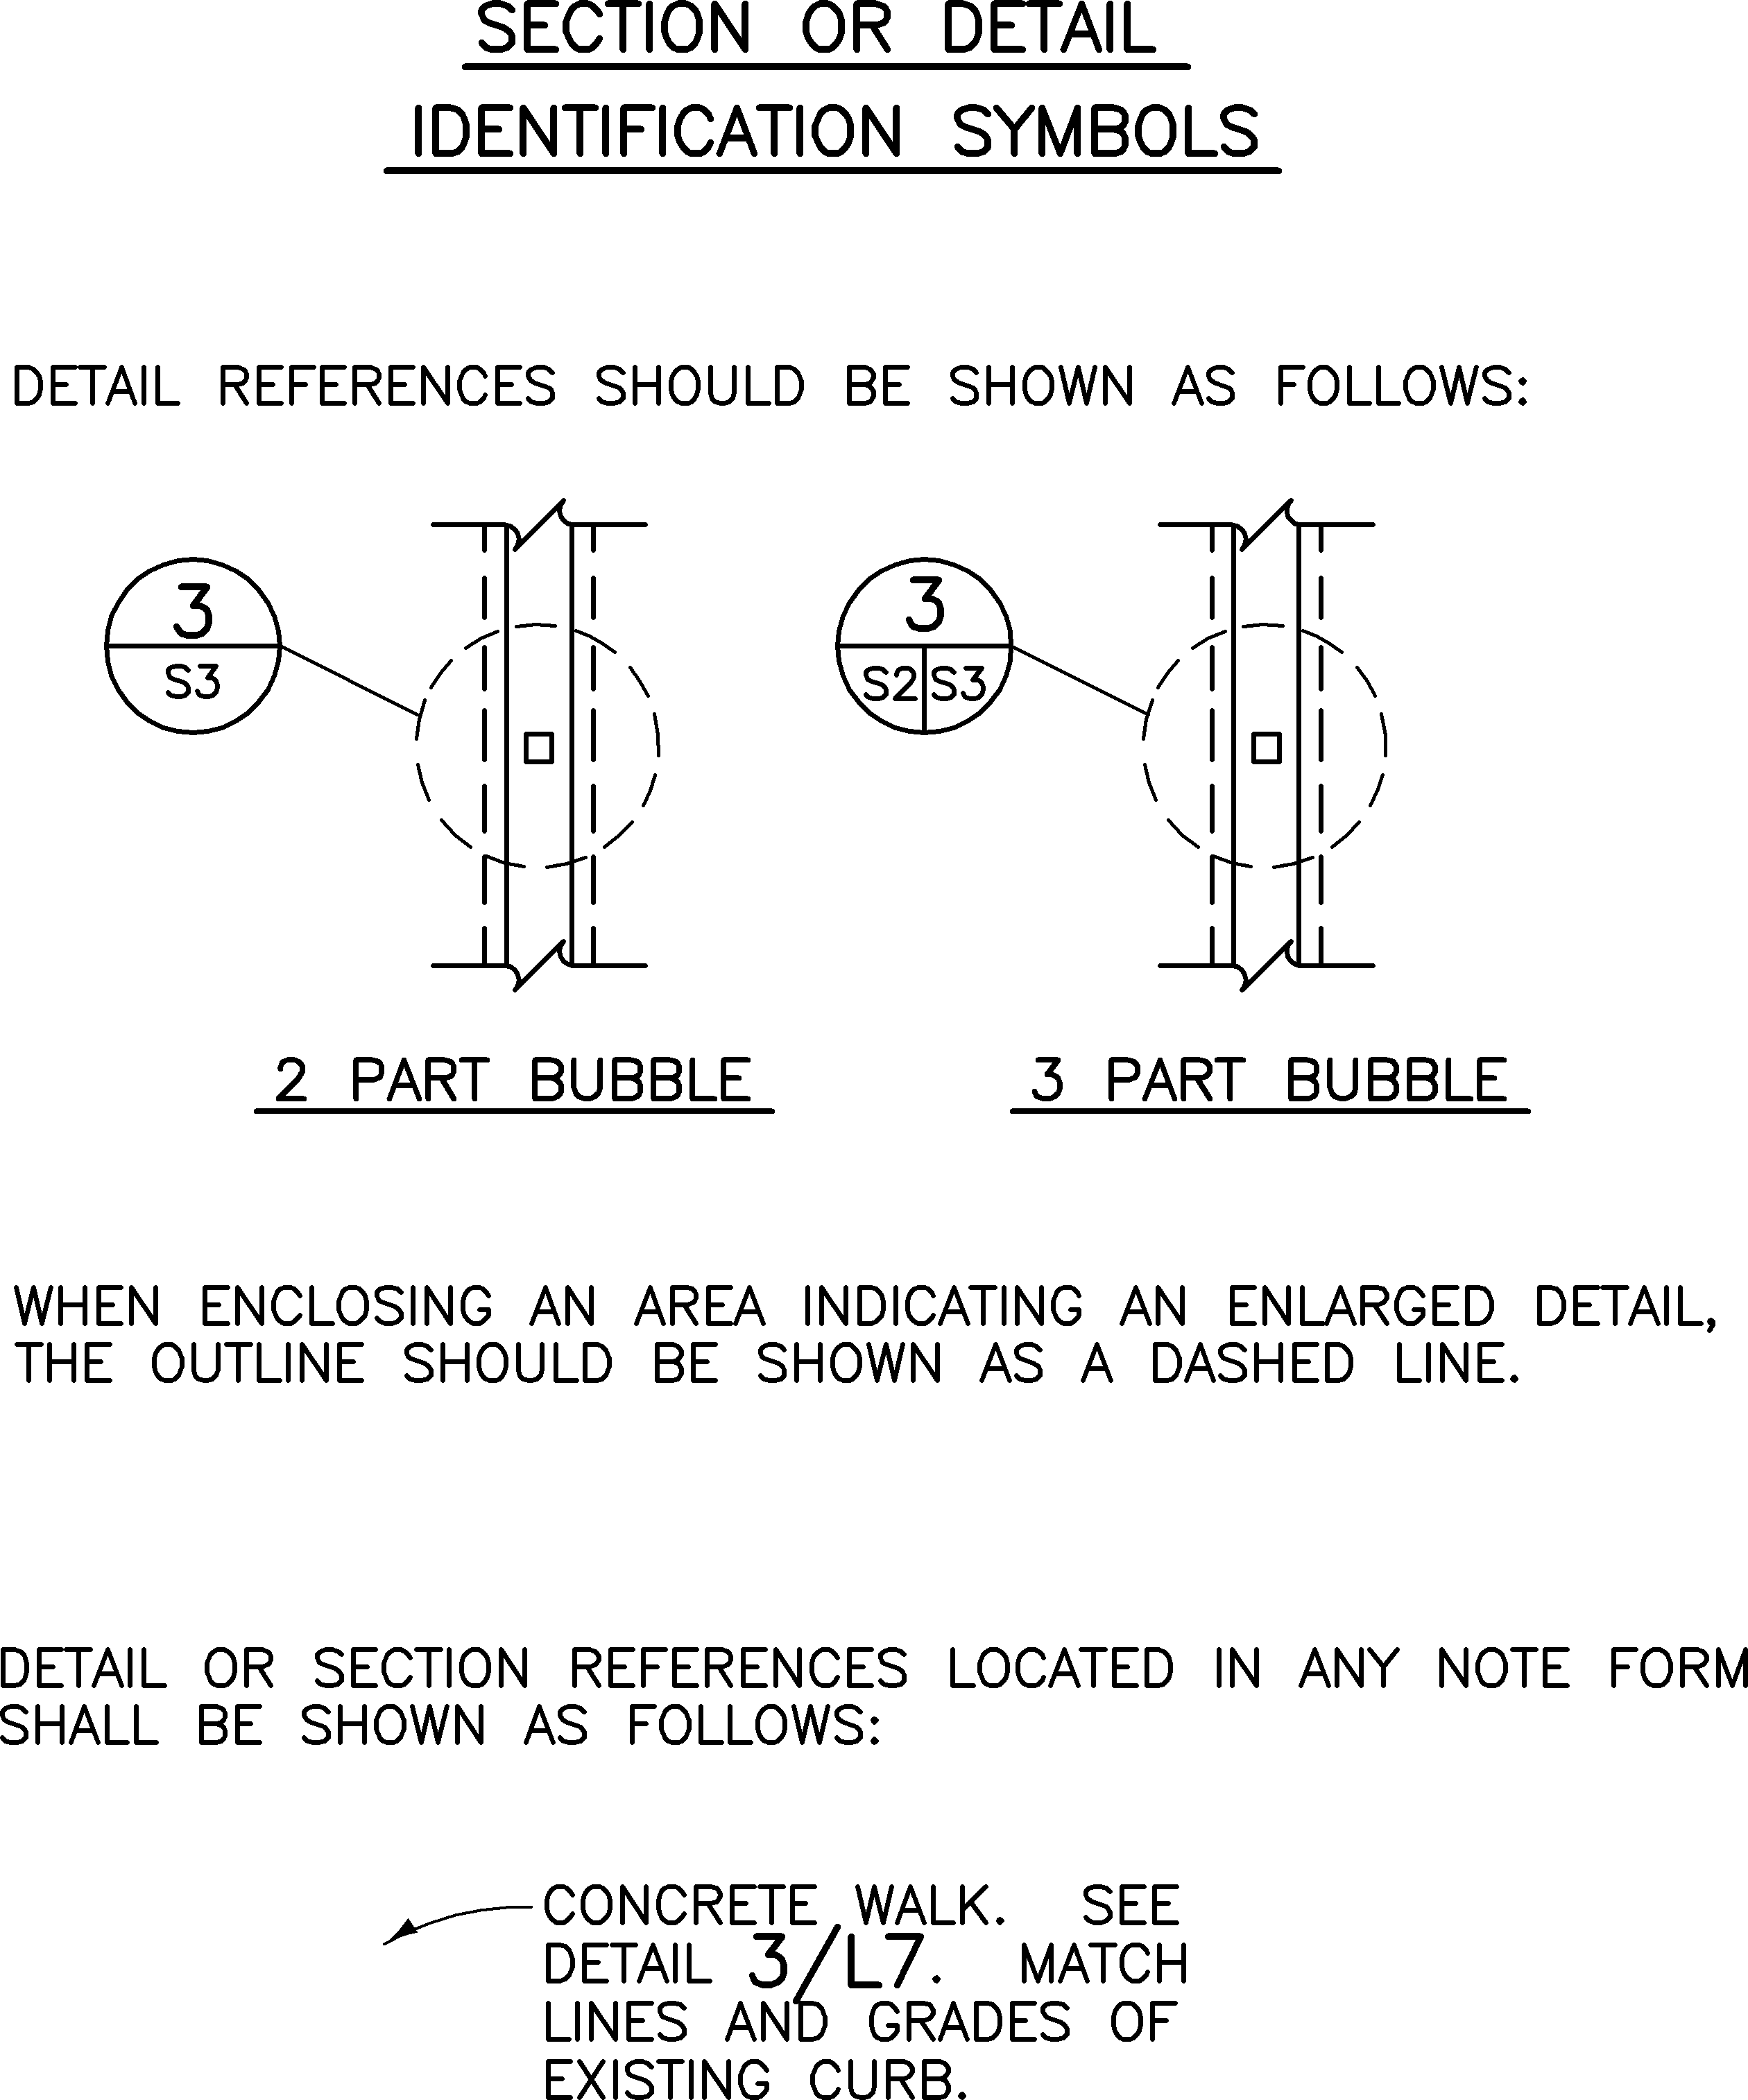 SECTION OR DETAIL
IDENTIFICATION SYMBOLS
DETAIL REFERENCES SHOULD BE SHOWN AS FOLLOWS:
3
S3
3
S2 S3
2 PART BUBBLE
3 PART BUBBLE
WHEN ENCLOSING AN AREA INDICATING AN ENLARGED DETAIL,
THE OUTLINE SHOULD BE SHOWN AS A DASHED LINE.
DETAIL OR SECTION REFERENCES LOCATED IN ANY NOTE FORM
SHALL BE SHOWN AS FOLLOWS:
CONCRETE WALK. SEE
DETAIL 3/L7. MATCH
LINES AND GRADES OF
EXISTING CURB.